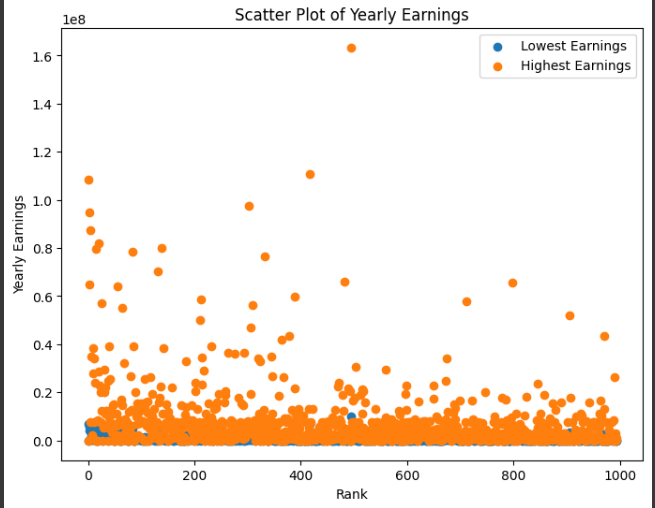 Scatter Plot of Yearly Earnings
1e8
Lowest Earnings
Highest Earnings
1.6
1.4
1.2
1.0
0.8
0.6
0.4
0.2
0.0
Yearly Earnings
0 200 400 600 800 1000
Rank